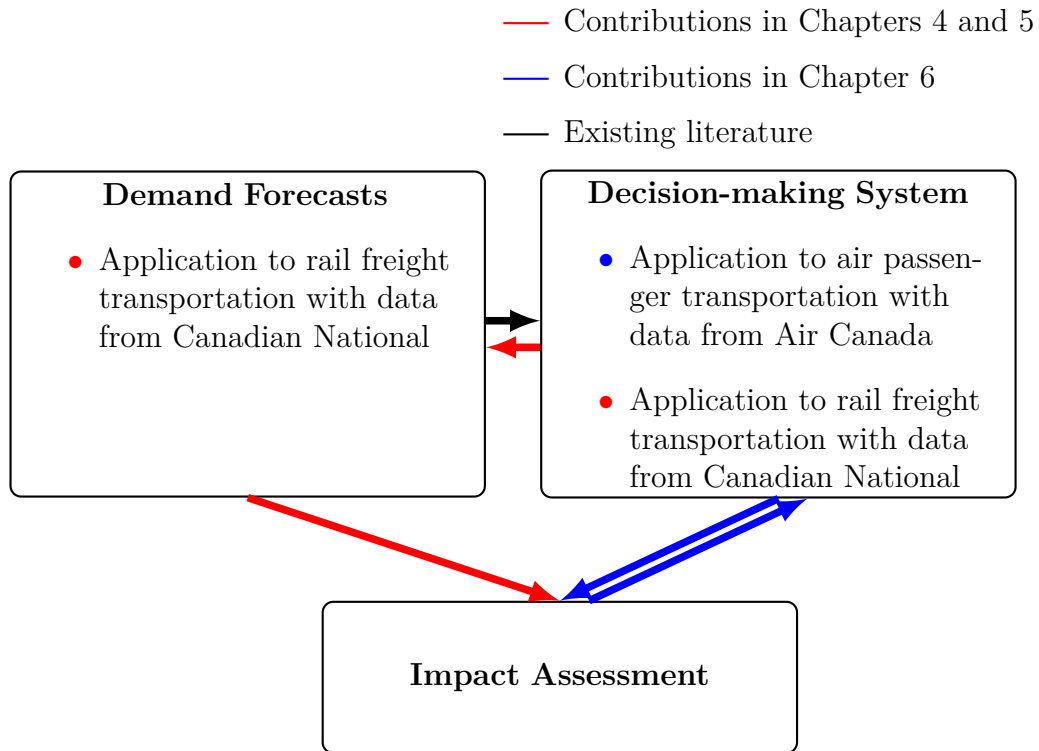 Contributions in Chapters 4 and 5
Contributions in Chapter 6
Existing literature
Demand Forecasts
• Application to rail freight
transportation with data
from Canadian National
Decision-making System
• Application to air passen-
ger transportation with
data from Air Canada
• Application to rail freight
transportation with data
from Canadian National
Impact Assessment